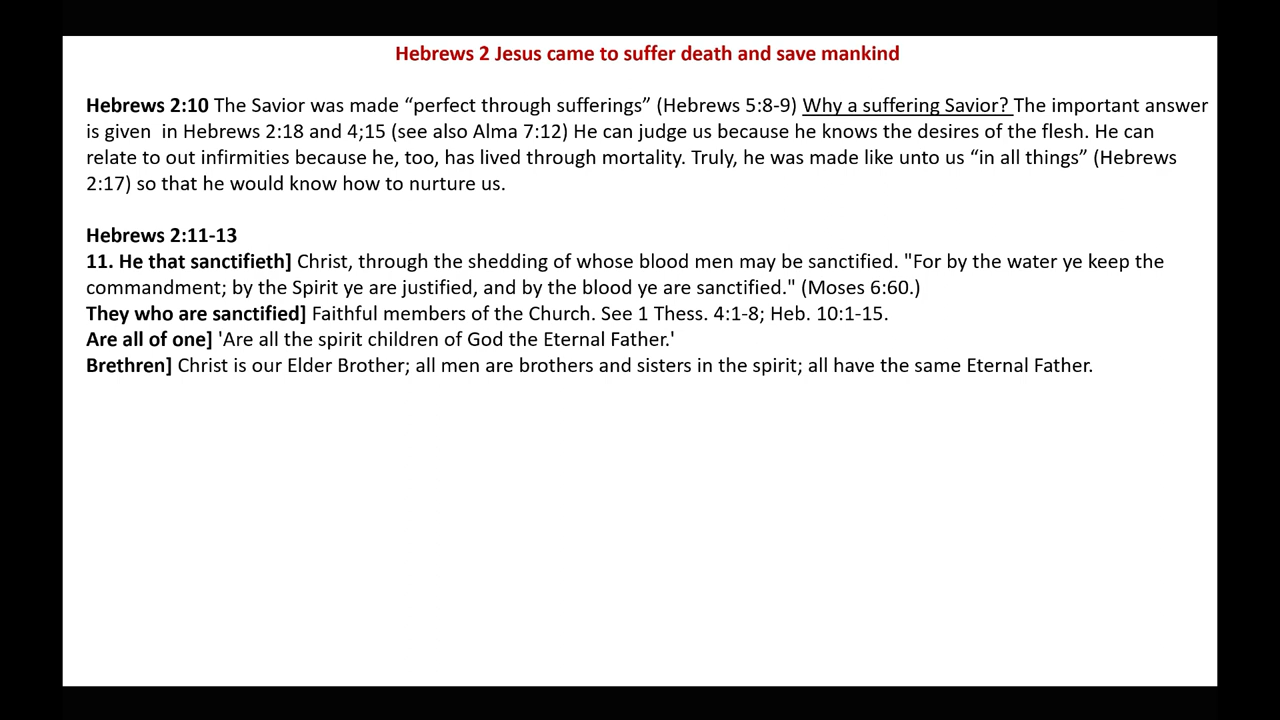 Hebrews 2 Jesus came to suffer death and save mankind
Hebrews 2:10 The Savior was made “perfect through sufferings” (Hebrews 5:8-9) Why a suffering Savior? The important answer
is given  in Hebrews 2:18 and 4;15 (see also Alma 7:12) He can judge us because he knows the desires of the flesh. He can
relate to out infirmities because he, too, has lived through mortality. Truly, he was made like unto us “in all things” (Hebrews
2:17) so that he would know how to nurture us.
Hebrews 2:11-13
11. He that sanctifieth] Christ, through the shedding of whose blood men may be sanctified. "For by the water ye keep the
commandment; by the Spirit ye are justified, and by the blood ye are sanctified." (Moses 6:60.)
They who are sanctified] Faithful members of the Church. See 1 Thess. 4:1-8; Heb. 10:1-15.
Are all of one] 'Are all the spirit children of God the Eternal Father.'
Brethren] Christ is our Elder Brother; all men are brothers and sisters in the spirit; all have the same Eternal Father.